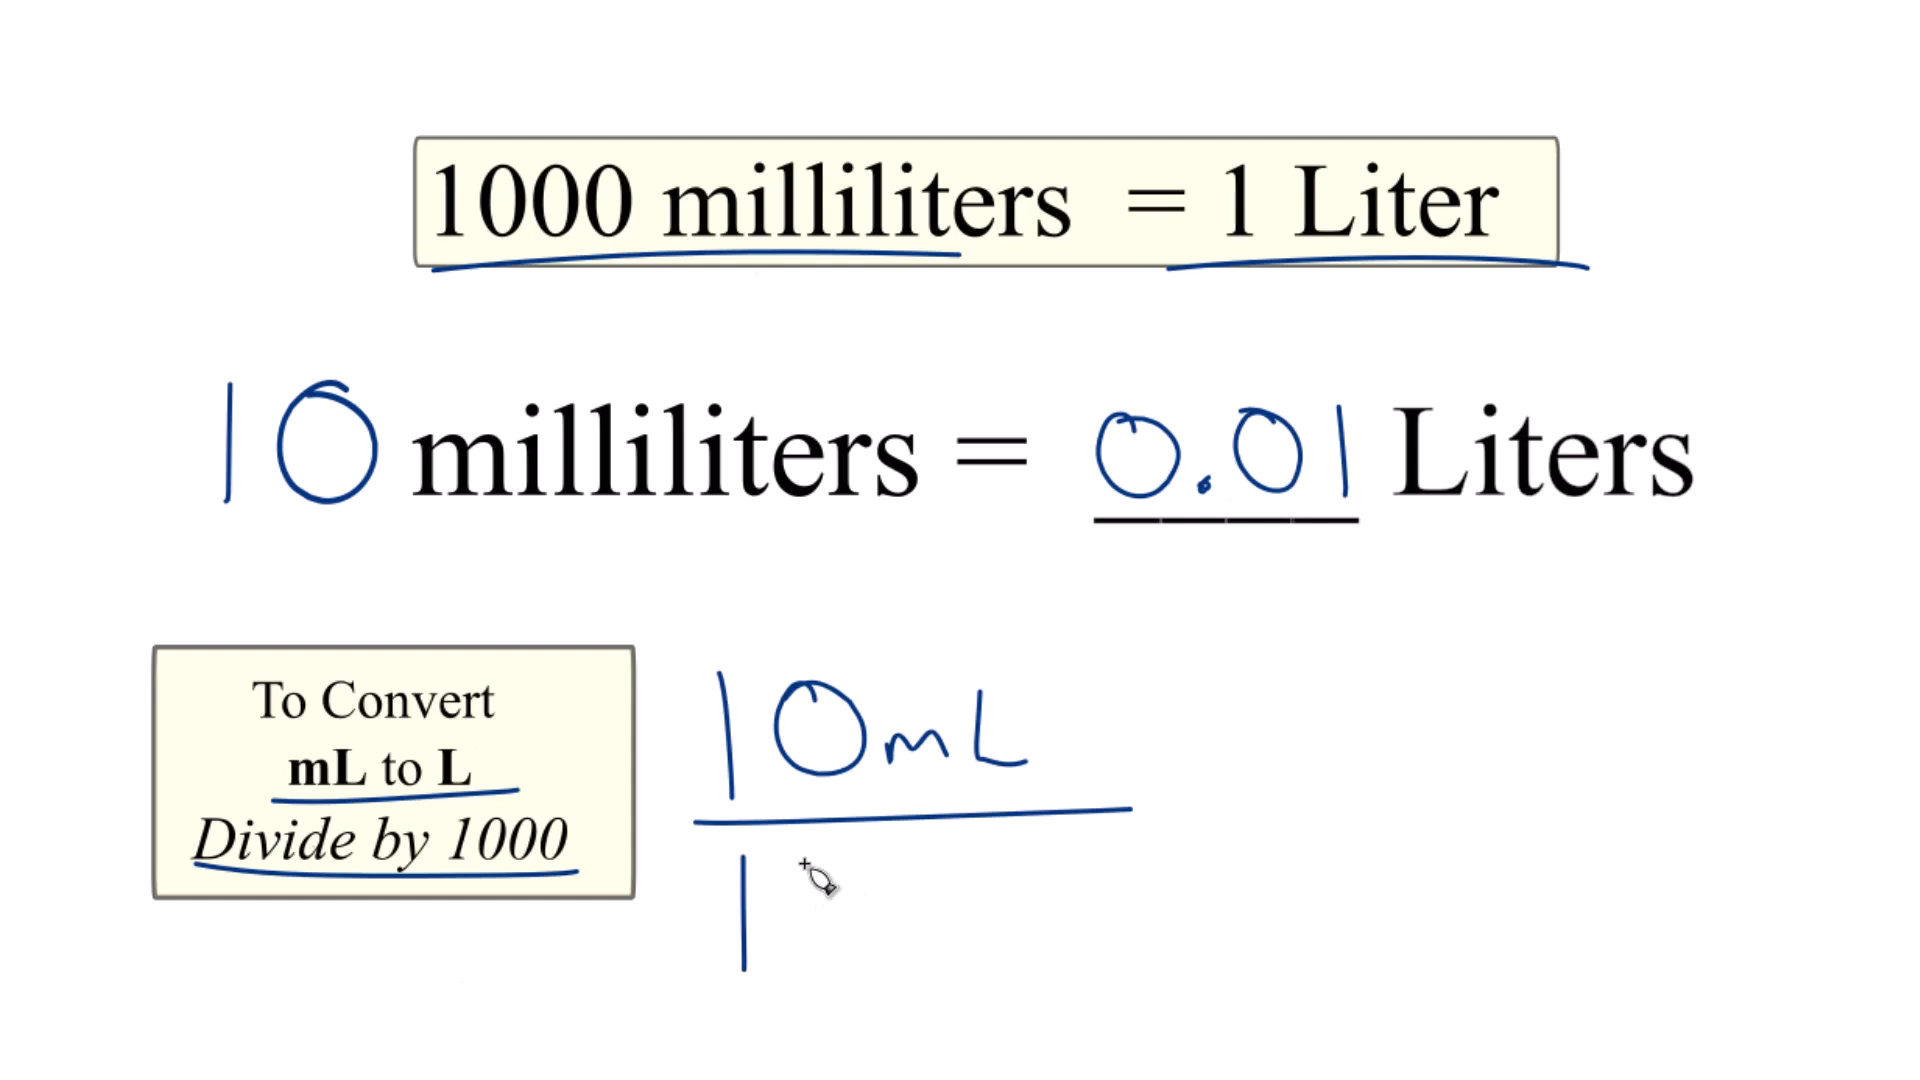 1000 milliliters = 1 Liter
10 milliliters = 0.01 Liters
To Convert
mL to L
Divide by 1000
10mL
1